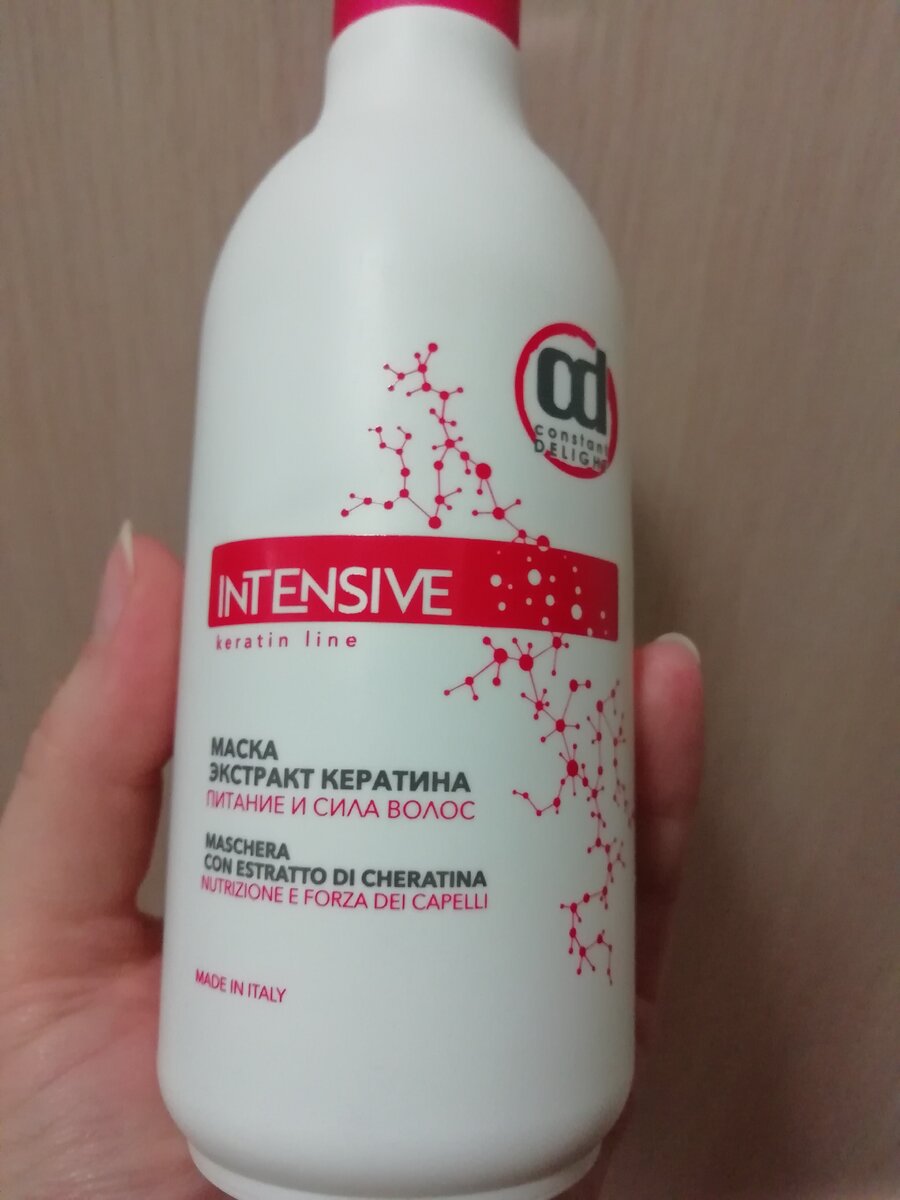 cd
constant
DELIGHT
INTENSIVE
keratin line
МАСКА
ЭКСТРАКТ КЕРАТИНА
ПИТАНИЕ И СИЛА ВОЛОС
MASCHERA
CON ESTRATTO DI CHERATINA
NUTRIZIONE E FORZA DEI CAPELLI
MADE IN ITALY